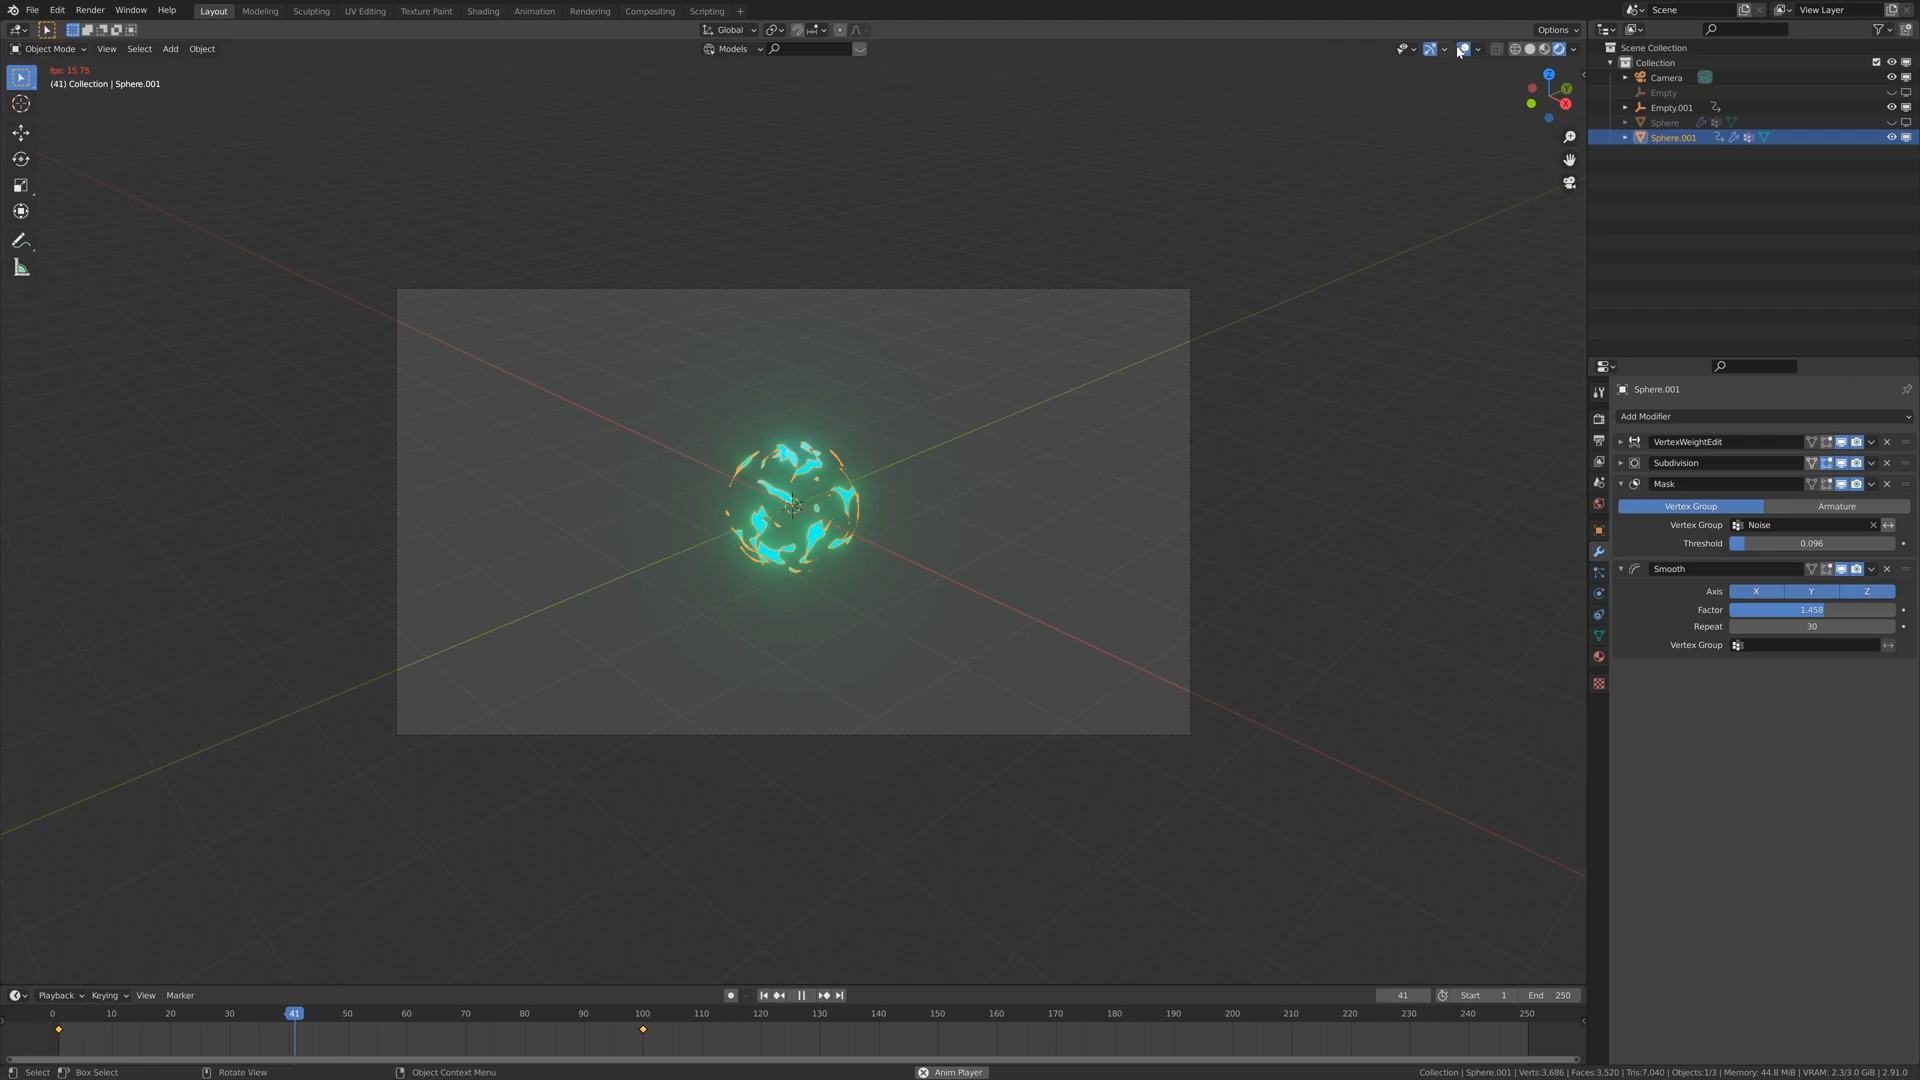 File Edit Render Window Help Layout Modeling Sculpting UV Editing Texture Paint Shading Animation Rendering Compositing Scripting + Scene View Layer
Global Options
Object Mode View Select Add Object Models
fps: 15.75
(41) Collection | Sphere.001
Z
Y
X
Scene Collection
Collection
Camera
Empty
Empty.001
Sphere
Sphere.001
Sphere.001
Add Modifier
VertexWeightEdit
Subdivision
Mask
Vertex Group Armature
Vertex Group Noise
Threshold 0.096
Smooth
Axis X Y Z
Factor 1.458
Repeat 30
Vertex Group
Playback Keying View Marker 41 Start 1 End 250
0 10 20 30 41 50 60 70 80 90 100 110 120 130 140 150 160 170 180 190 200 210 220 230 240 250
Select Box Select Rotate View Object Context Menu Anim Player Collection | Sphere.001 | Verts:3,686 | Faces:3,520 | Tris:7,040 | Objects:1/3 | Memory: 44.8 MiB | VRAM: 2.3/3.0 GiB | 2.91.0